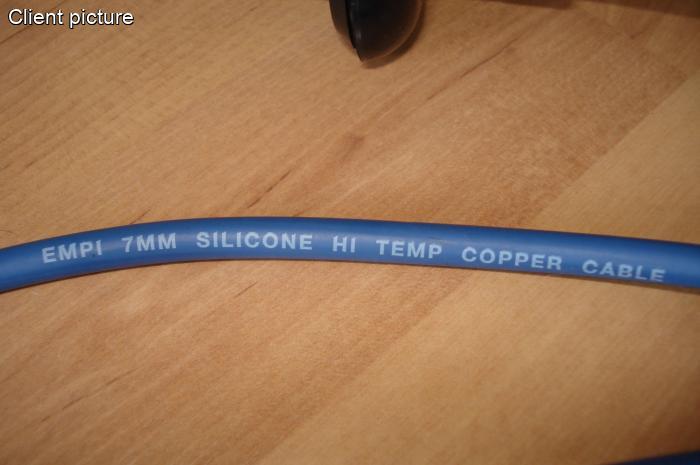 Client picture
EMPI 7MM SILICONE HI TEMP COPPER CABLE